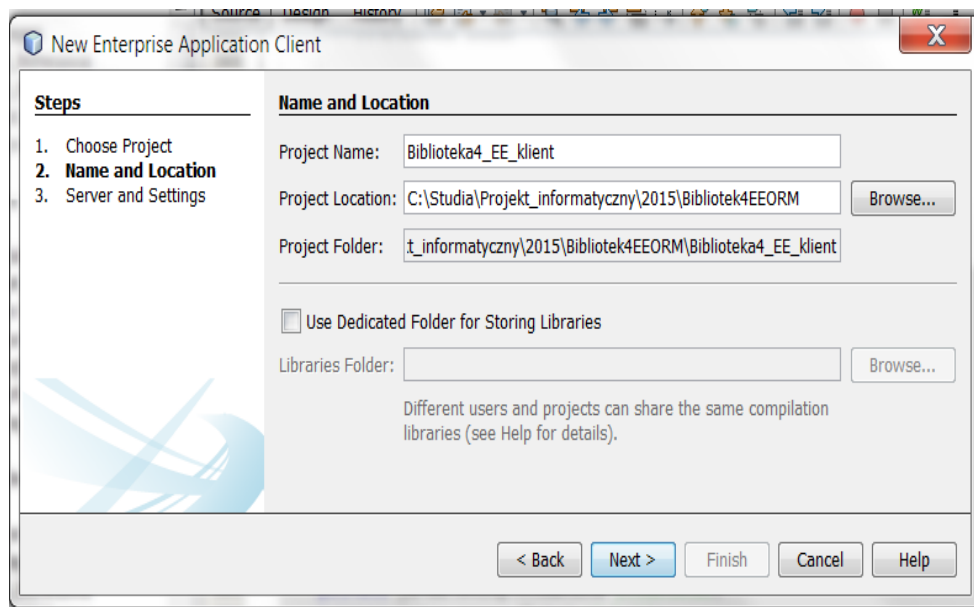 Source Design History
New Enterprise Application Client
X
Steps
1. Choose Project
2. Name and Location
3. Server and Settings
Name and Location
Project Name: Biblioteka4_EE_klient
Project Location: C:\Studia\Projekt_informatyczny\2015\Bibliotek4EEORM Browse...
Project Folder: :t_informatyczny\2015\Bibliotek4EEORM\Biblioteka4_EE_klient
Use Dedicated Folder for Storing Libraries
Libraries Folder: Browse...
Different users and projects can share the same compilation
libraries (see Help for details).
< Back Next > Finish Cancel Help